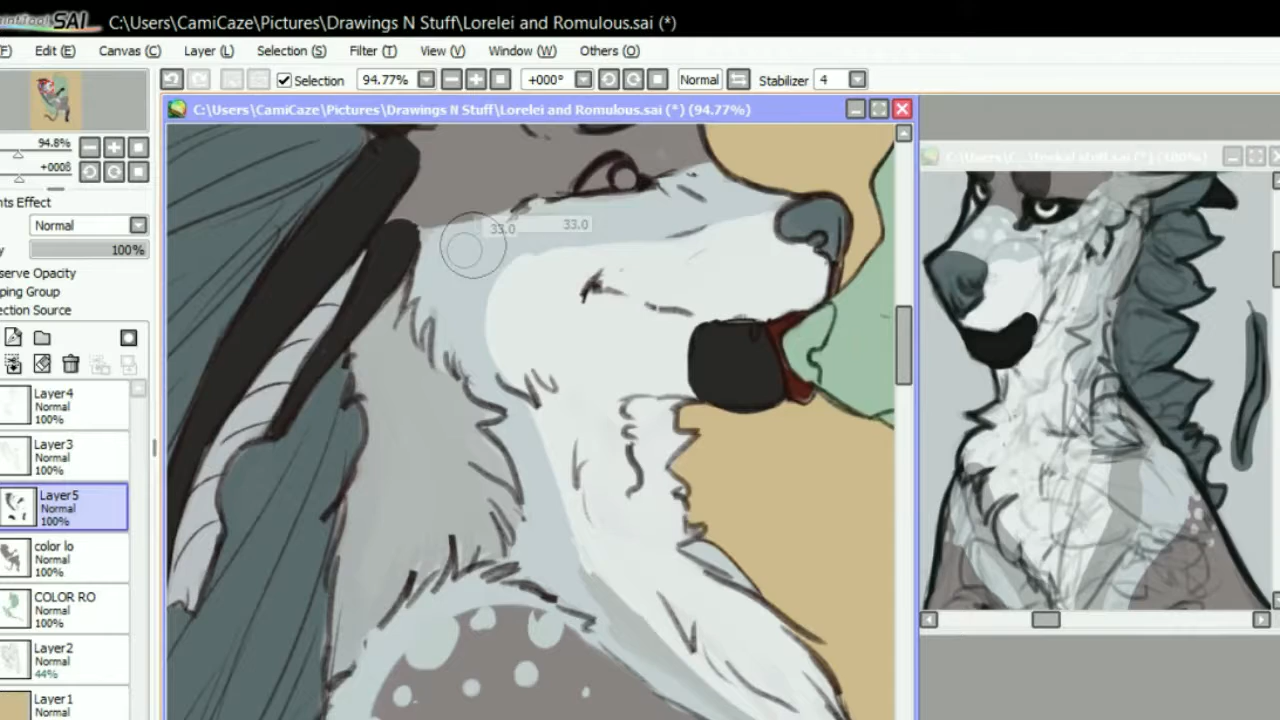 SAI C:\Users\CamiCaze\Pictures\Drawings N Stuff\Lorelei and Romulous.sai (*)
(F) Edit (E) Canvas (C) Layer (L) Selection (S) Filter (T) View (V) Window (W) Others (O)
Selection 94.77% +000° Normal Stabilizer 4
C:\Users\CamiCaze\Pictures\Drawings N Stuff\Lorelei and Romulous.sai (*) (94.77%)
94.8%
+000°
nts Effect
Normal
y 100%
serve Opacity
ping Group
ection Source
33.0 33.0
Layer4
Normal
100%
Layer3
Normal
100%
Layer5
Normal
100%
color lo
Normal
100%
COLOR RO
Normal
100%
Layer2
Normal
44%
Layer1
Normal